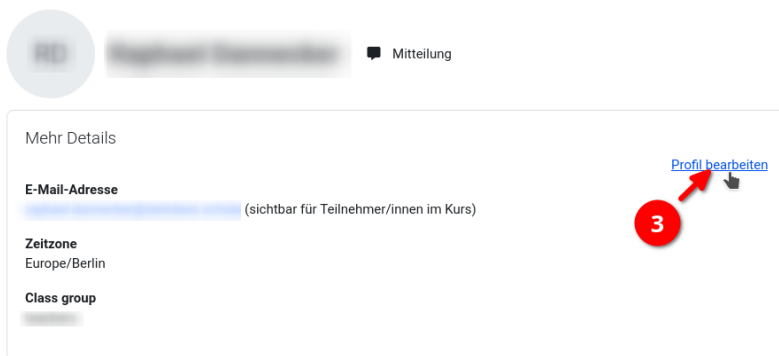 Mitteilung
Mehr Details
Profil bearbeiten
E-Mail-Adresse
(sichtbar für Teilnehmer/innen im Kurs)
3
Zeitzone
Europe/Berlin
Class group